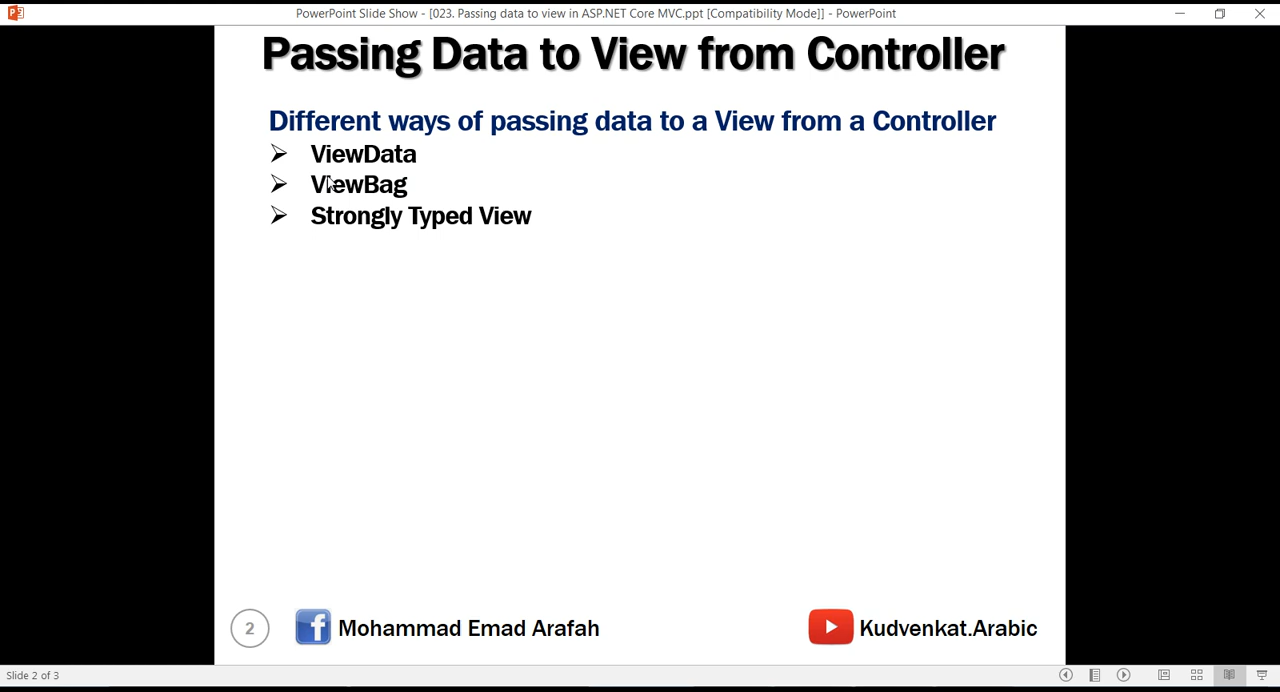 PowerPoint Slide Show - [023. Passing data to view in ASP.NET Core MVC.ppt [Compatibility Mode]] - PowerPoint
Passing Data to View from Controller
Different ways of passing data to a View from a Controller
➢ ViewData
➢ ViewBag
➢ Strongly Typed View
2 Mohammad Emad Arafah Kudvenkat.Arabic
Slide 2 of 3